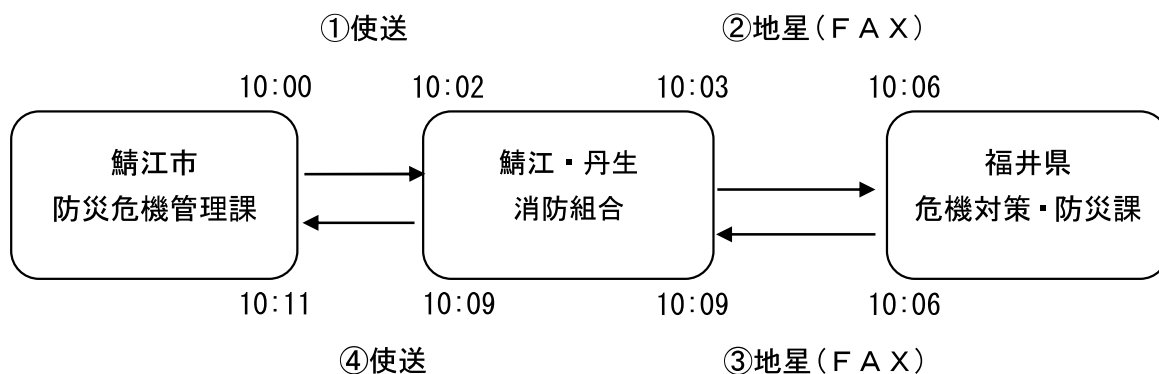 ①使送
②地星(ＦＡＸ)
10:00
10:02
10:03
10:06
鯖江市
防災危機管理課
鯖江・丹生
消防組合
福井県
危機対策・防災課
10:11
10:09
10:09
10:06
④使送
③地星(ＦＡＸ)